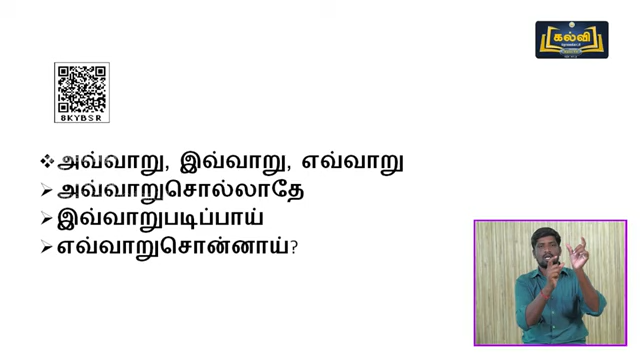 கல்வி
8KYBSR
அவ்வாறு, இவ்வாறு, எவ்வாறு
அவ்வாறுசொல்லாதே
இவ்வாறுபடிப்பாய்
எவ்வாறுசொன்னாய்?